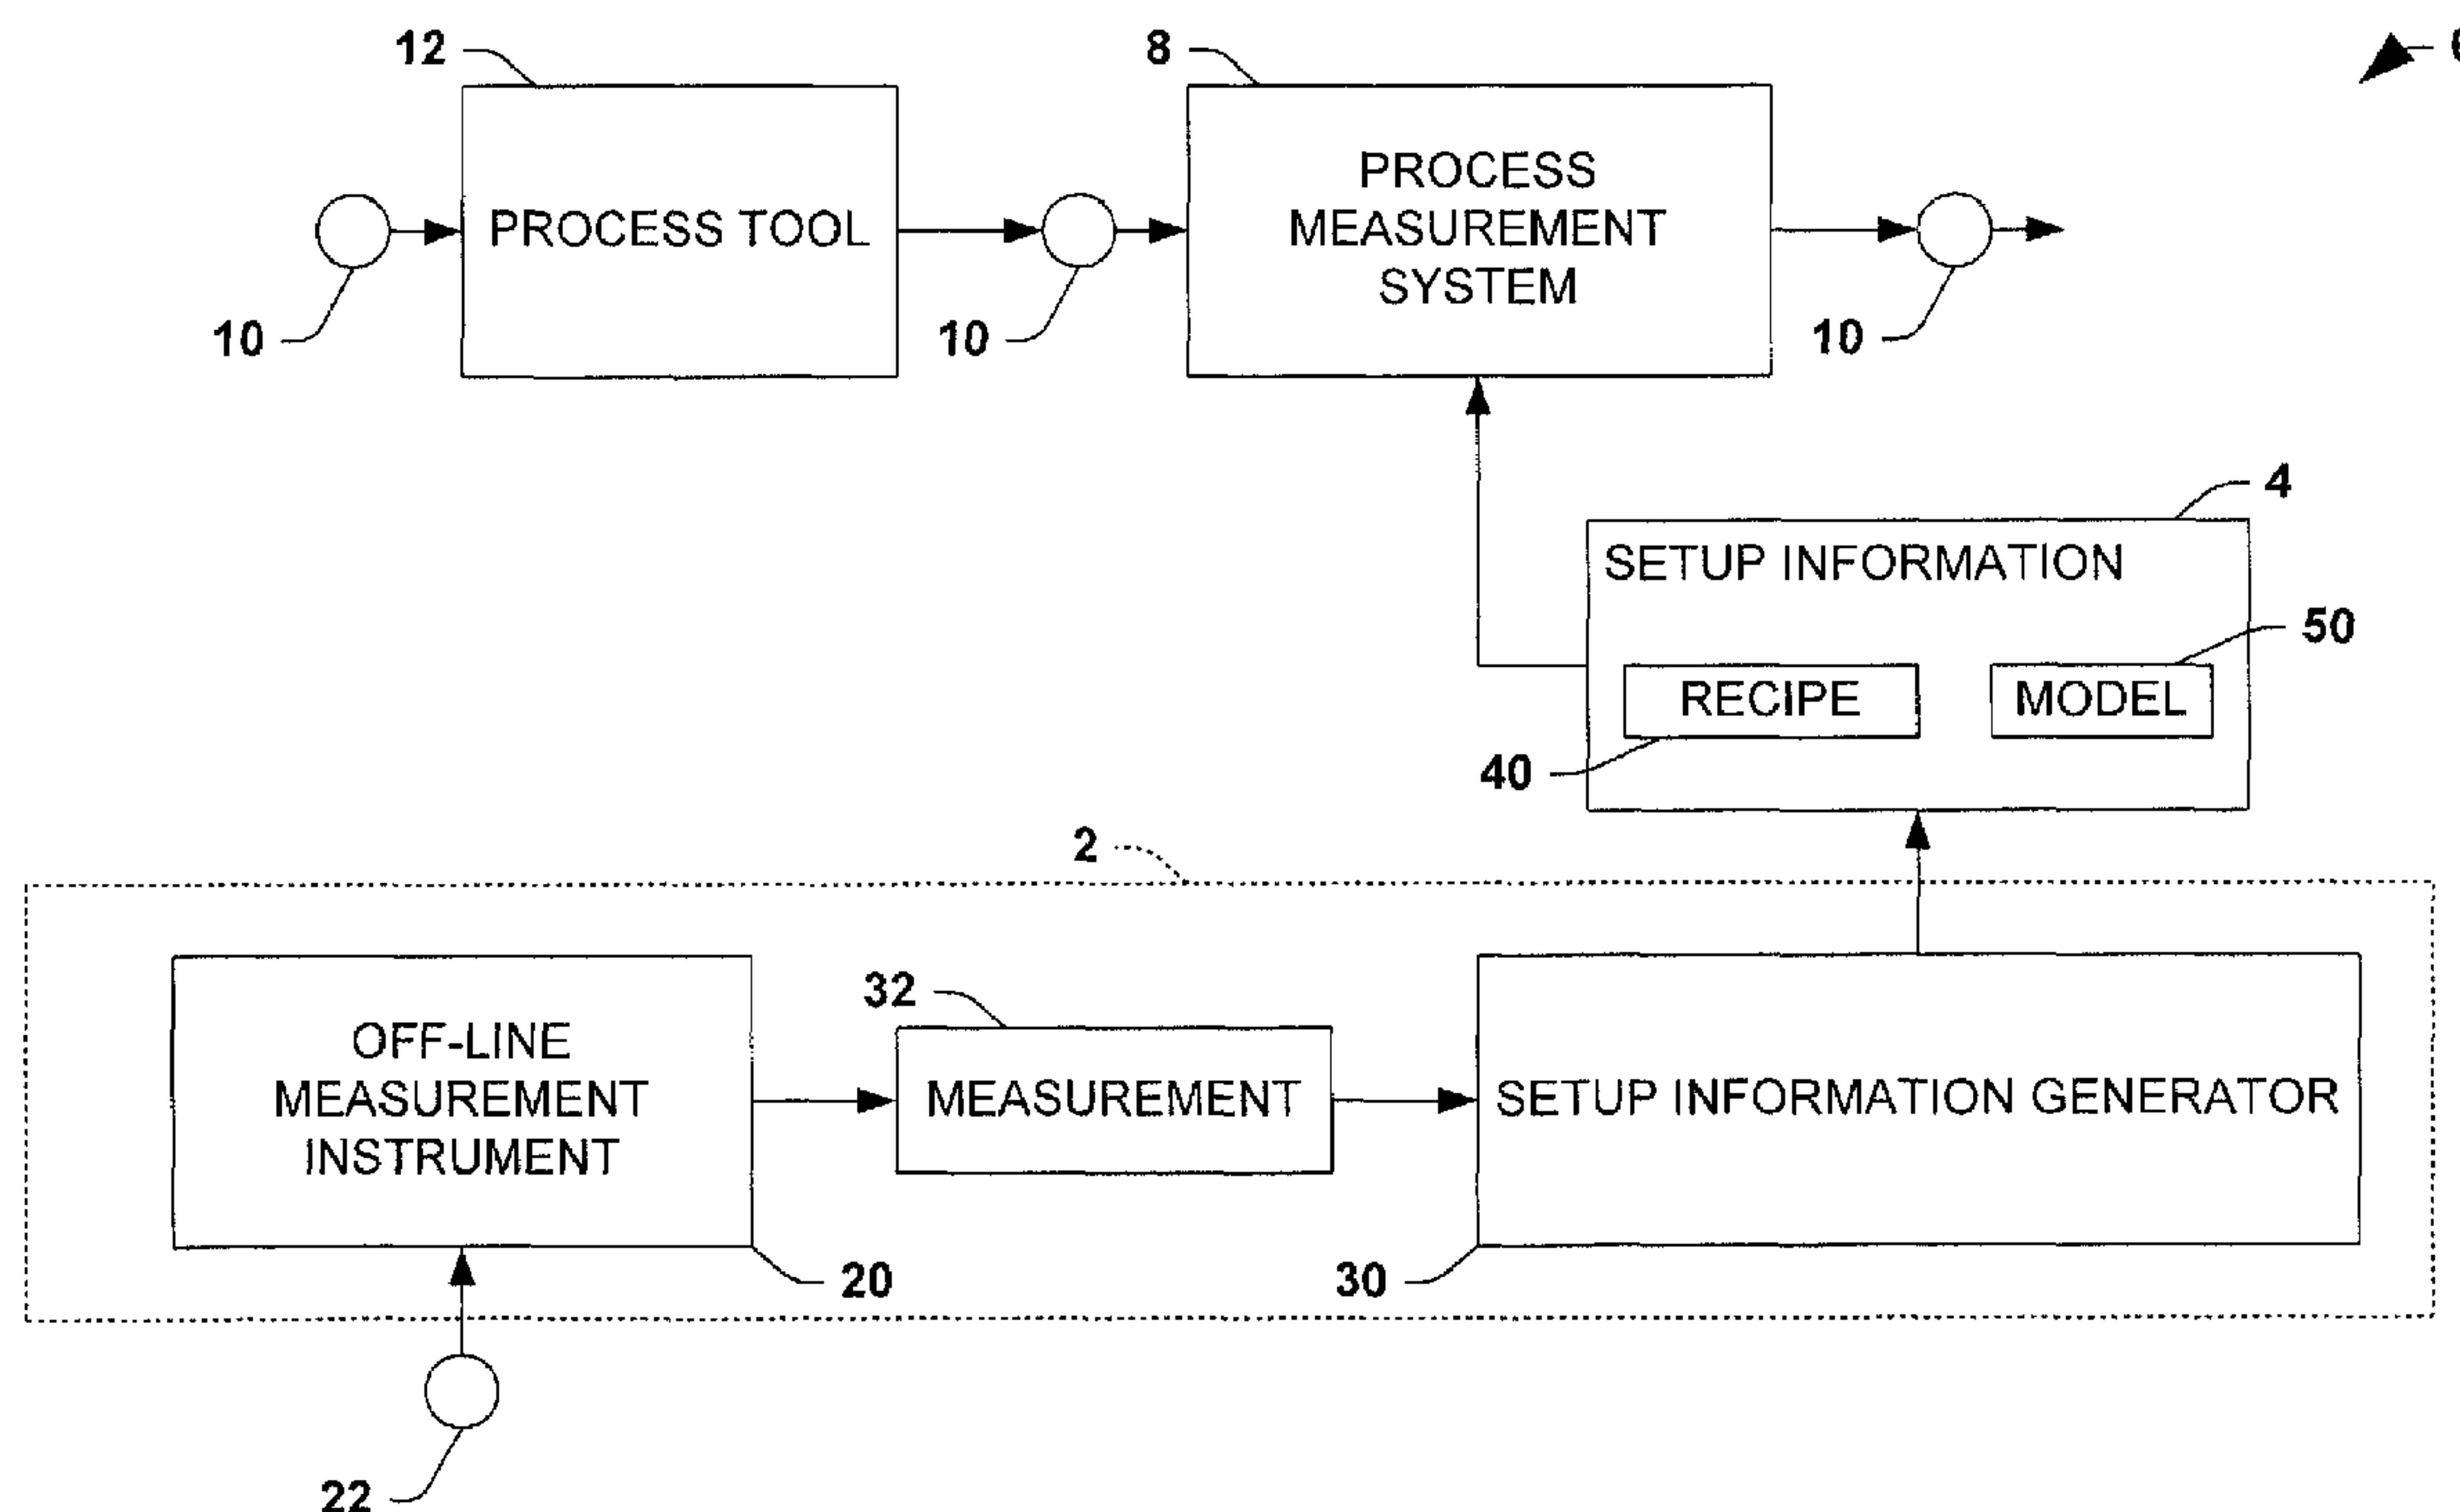 12
8
PROCESS TOOL
PROCESS
MEASUREMENT
SYSTEM
10
10
10
4
SETUP INFORMATION
50
RECIPE
MODEL
40
2
32
OFF-LINE
MEASUREMENT
INSTRUMENT
MEASUREMENT
SETUP INFORMATION GENERATOR
20
30
22